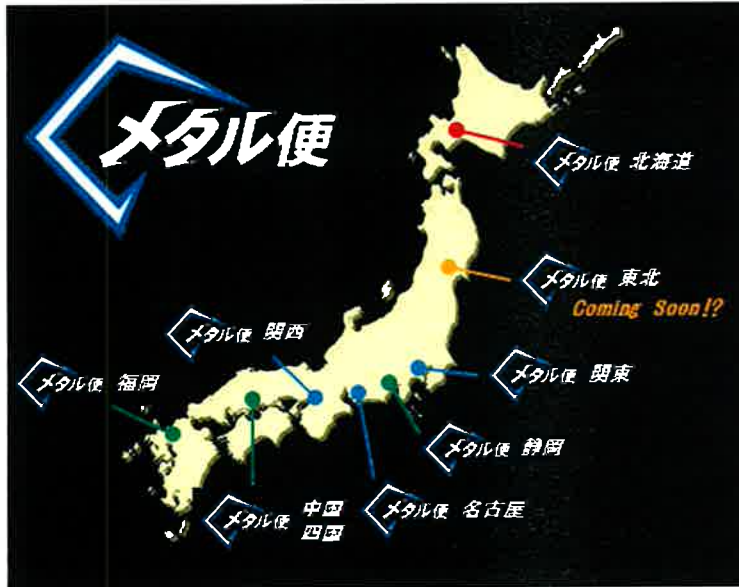 メタル便
メタル便 北海道
メタル便 東北
Coming Soon!?
メタル便 関西
メタル便 関東
メタル便 福岡
メタル便 静岡
メタル便 中国
四国
メタル便 名古屋